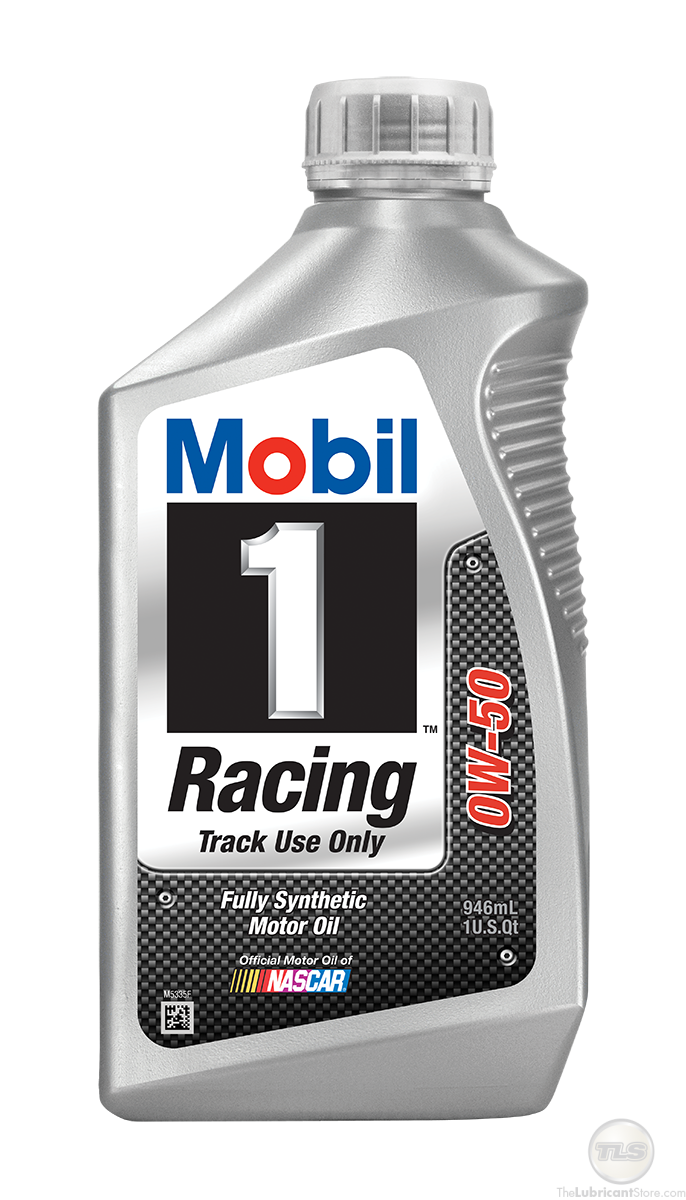 Mobil
1
™
Racing
Track Use Only
0W-50
Fully Synthetic
Motor Oil
946mL
1U.S.Qt
Official Motor Oil of
NASCAR
M5335F
TLS
TheLubricantStore.com